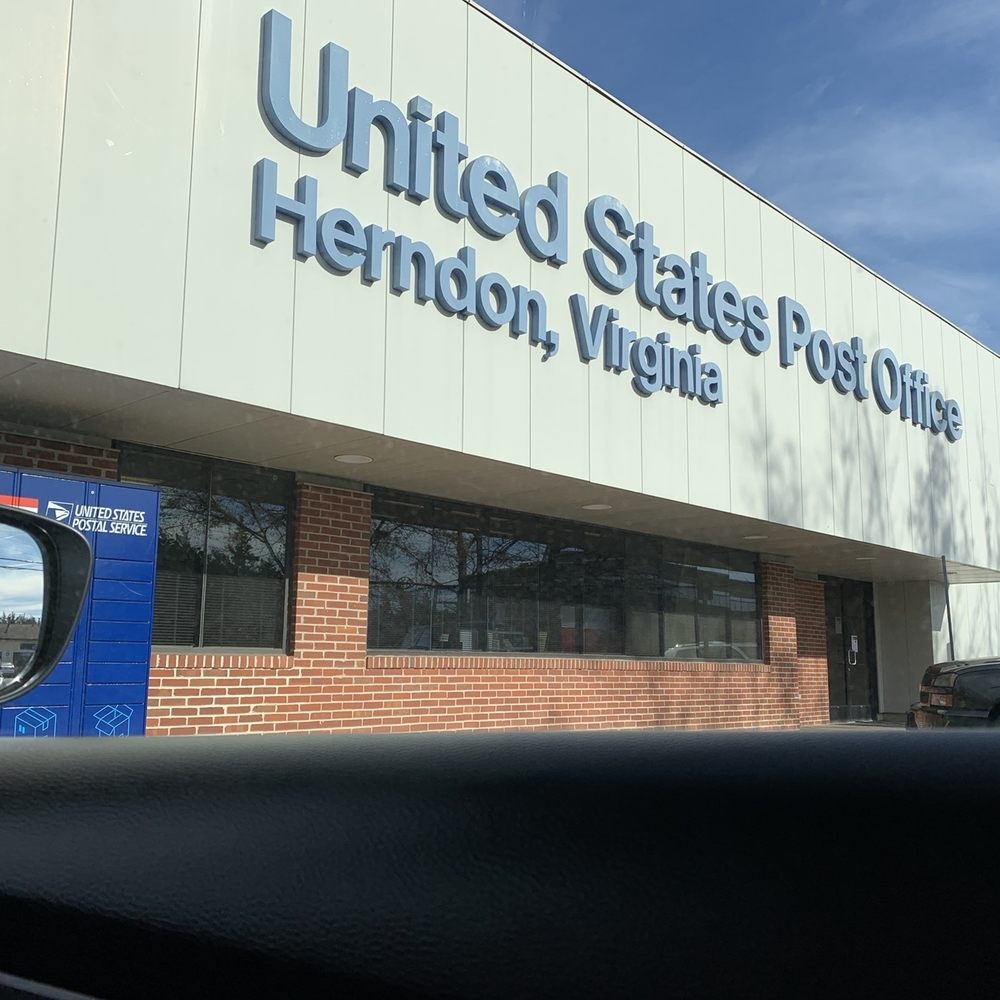 United States Post Office
Herndon, Virginia
UNITED STATES
POSTAL SERVICE